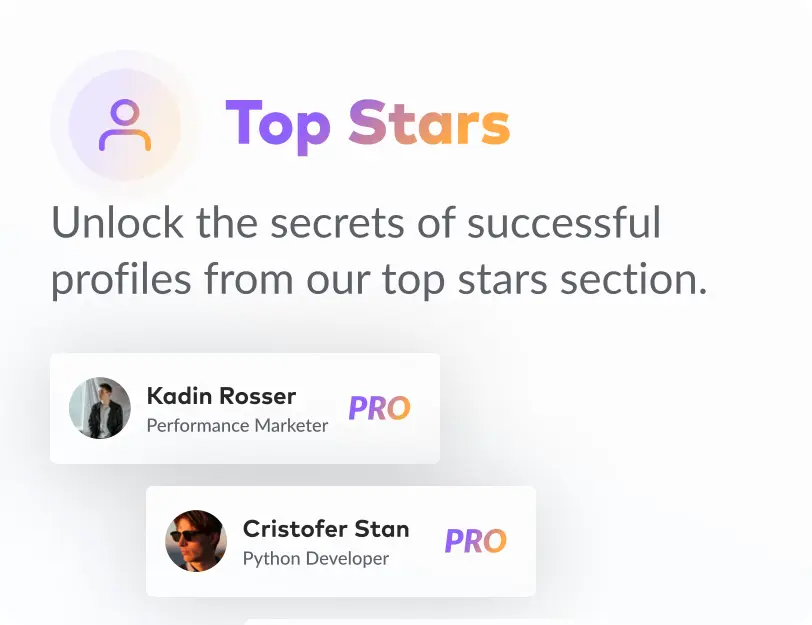 Top Stars
Unlock the secrets of successful
profiles from our top stars section.
Kadin Rosser
PRO
Performance Marketer
Cristofer Stan
PRO
Python Developer